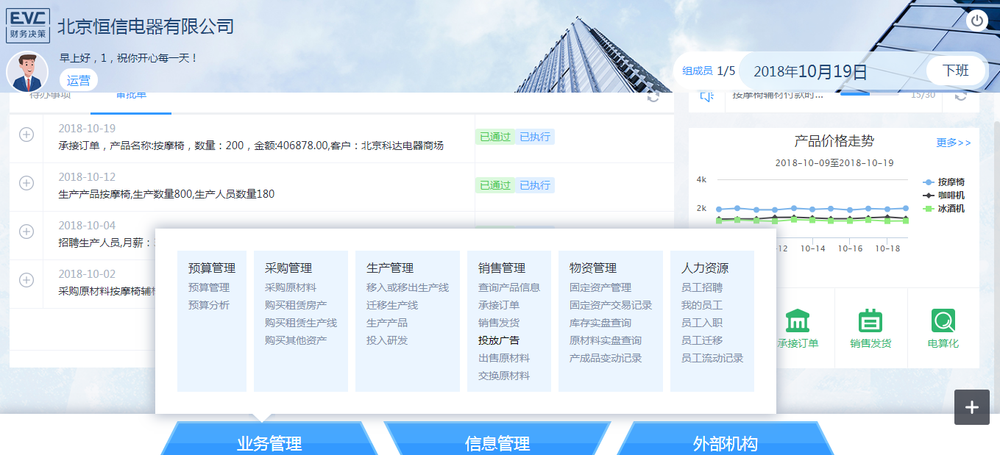 EVC
财务决策
北京恒信电器有限公司
早上好，1，祝你开心每一天！
运营
组成员 1/5
2018年10月19日
下班
待办事项
审批单
按摩椅辅材付款的...
15/30
2018-10-19
承接订单，产品名称:按摩椅，数量：200，金额:406878.00,客户：北京科达电器商场
已通过 已执行
2018-10-12
生产产品按摩椅,生产数量800,生产人员数量180
已通过 已执行
2018-10-04
招聘生产人员,月薪：
2018-10-02
采购原材料按摩椅辅
产品价格走势
更多>>
2018-10-09至2018-10-19
4k
2k
按摩椅
咖啡机
冰酒机
12 10-14 10-16 10-18
承接订单
销售发货
电算化
预算管理
预算管理
预算分析
采购管理
采购原材料
购买租赁房产
购买租赁生产线
购买其他资产
生产管理
移入或移出生产线
迁移生产线
生产产品
投入研发
销售管理
查询产品信息
承接订单
销售发货
投放广告
出售原材料
交换原材料
物资管理
固定资产管理
固定资产交易记录
库存实盘查询
原材料实盘查询
产成品变动记录
人力资源
员工招聘
我的员工
员工入职
员工迁移
员工流动记录
业务管理
信息管理
外部机构